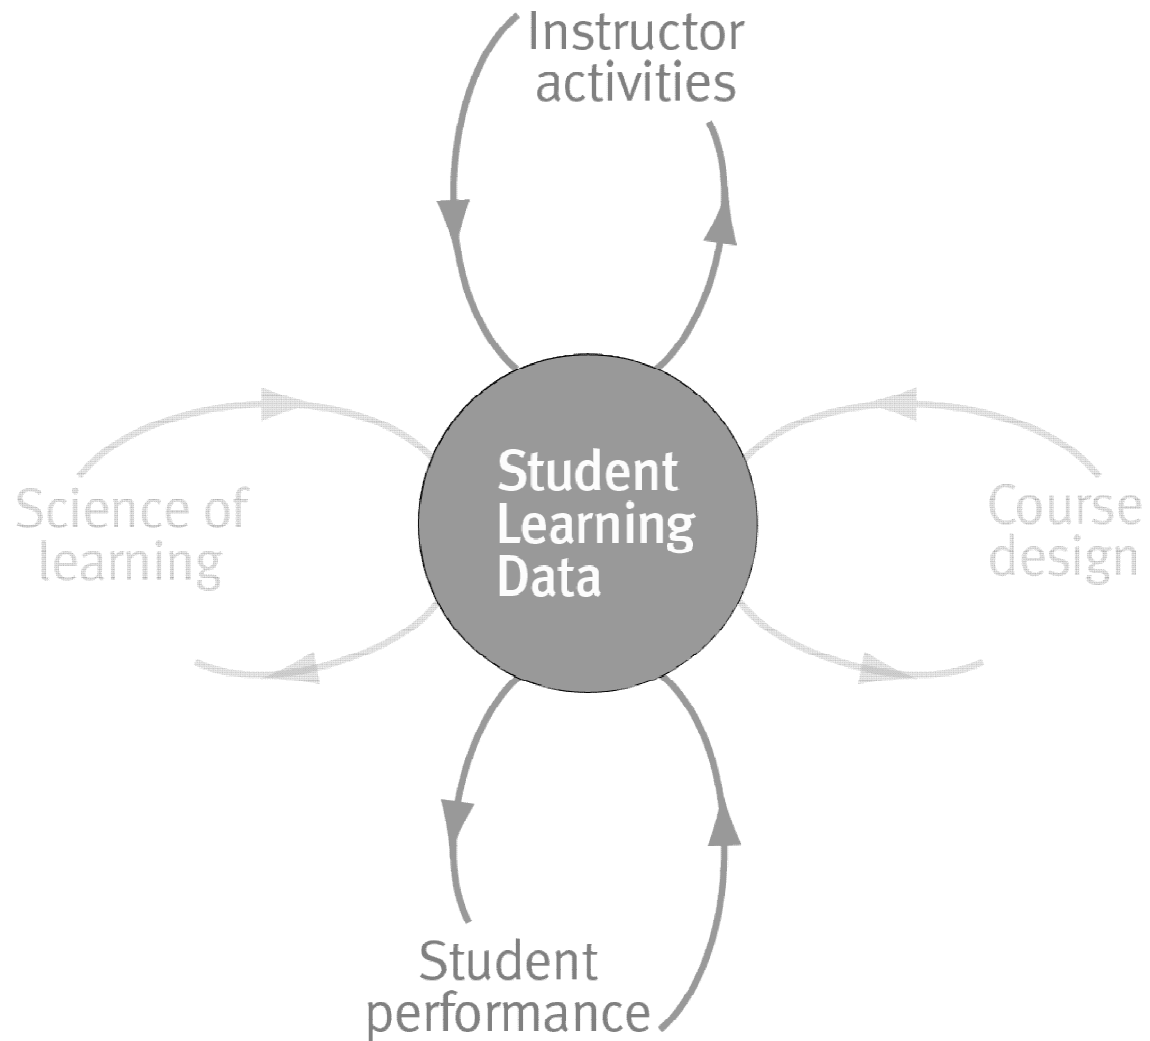 Instructor
activities
Science of
learning
Student
Learning
Data
Course
design
Student
performance